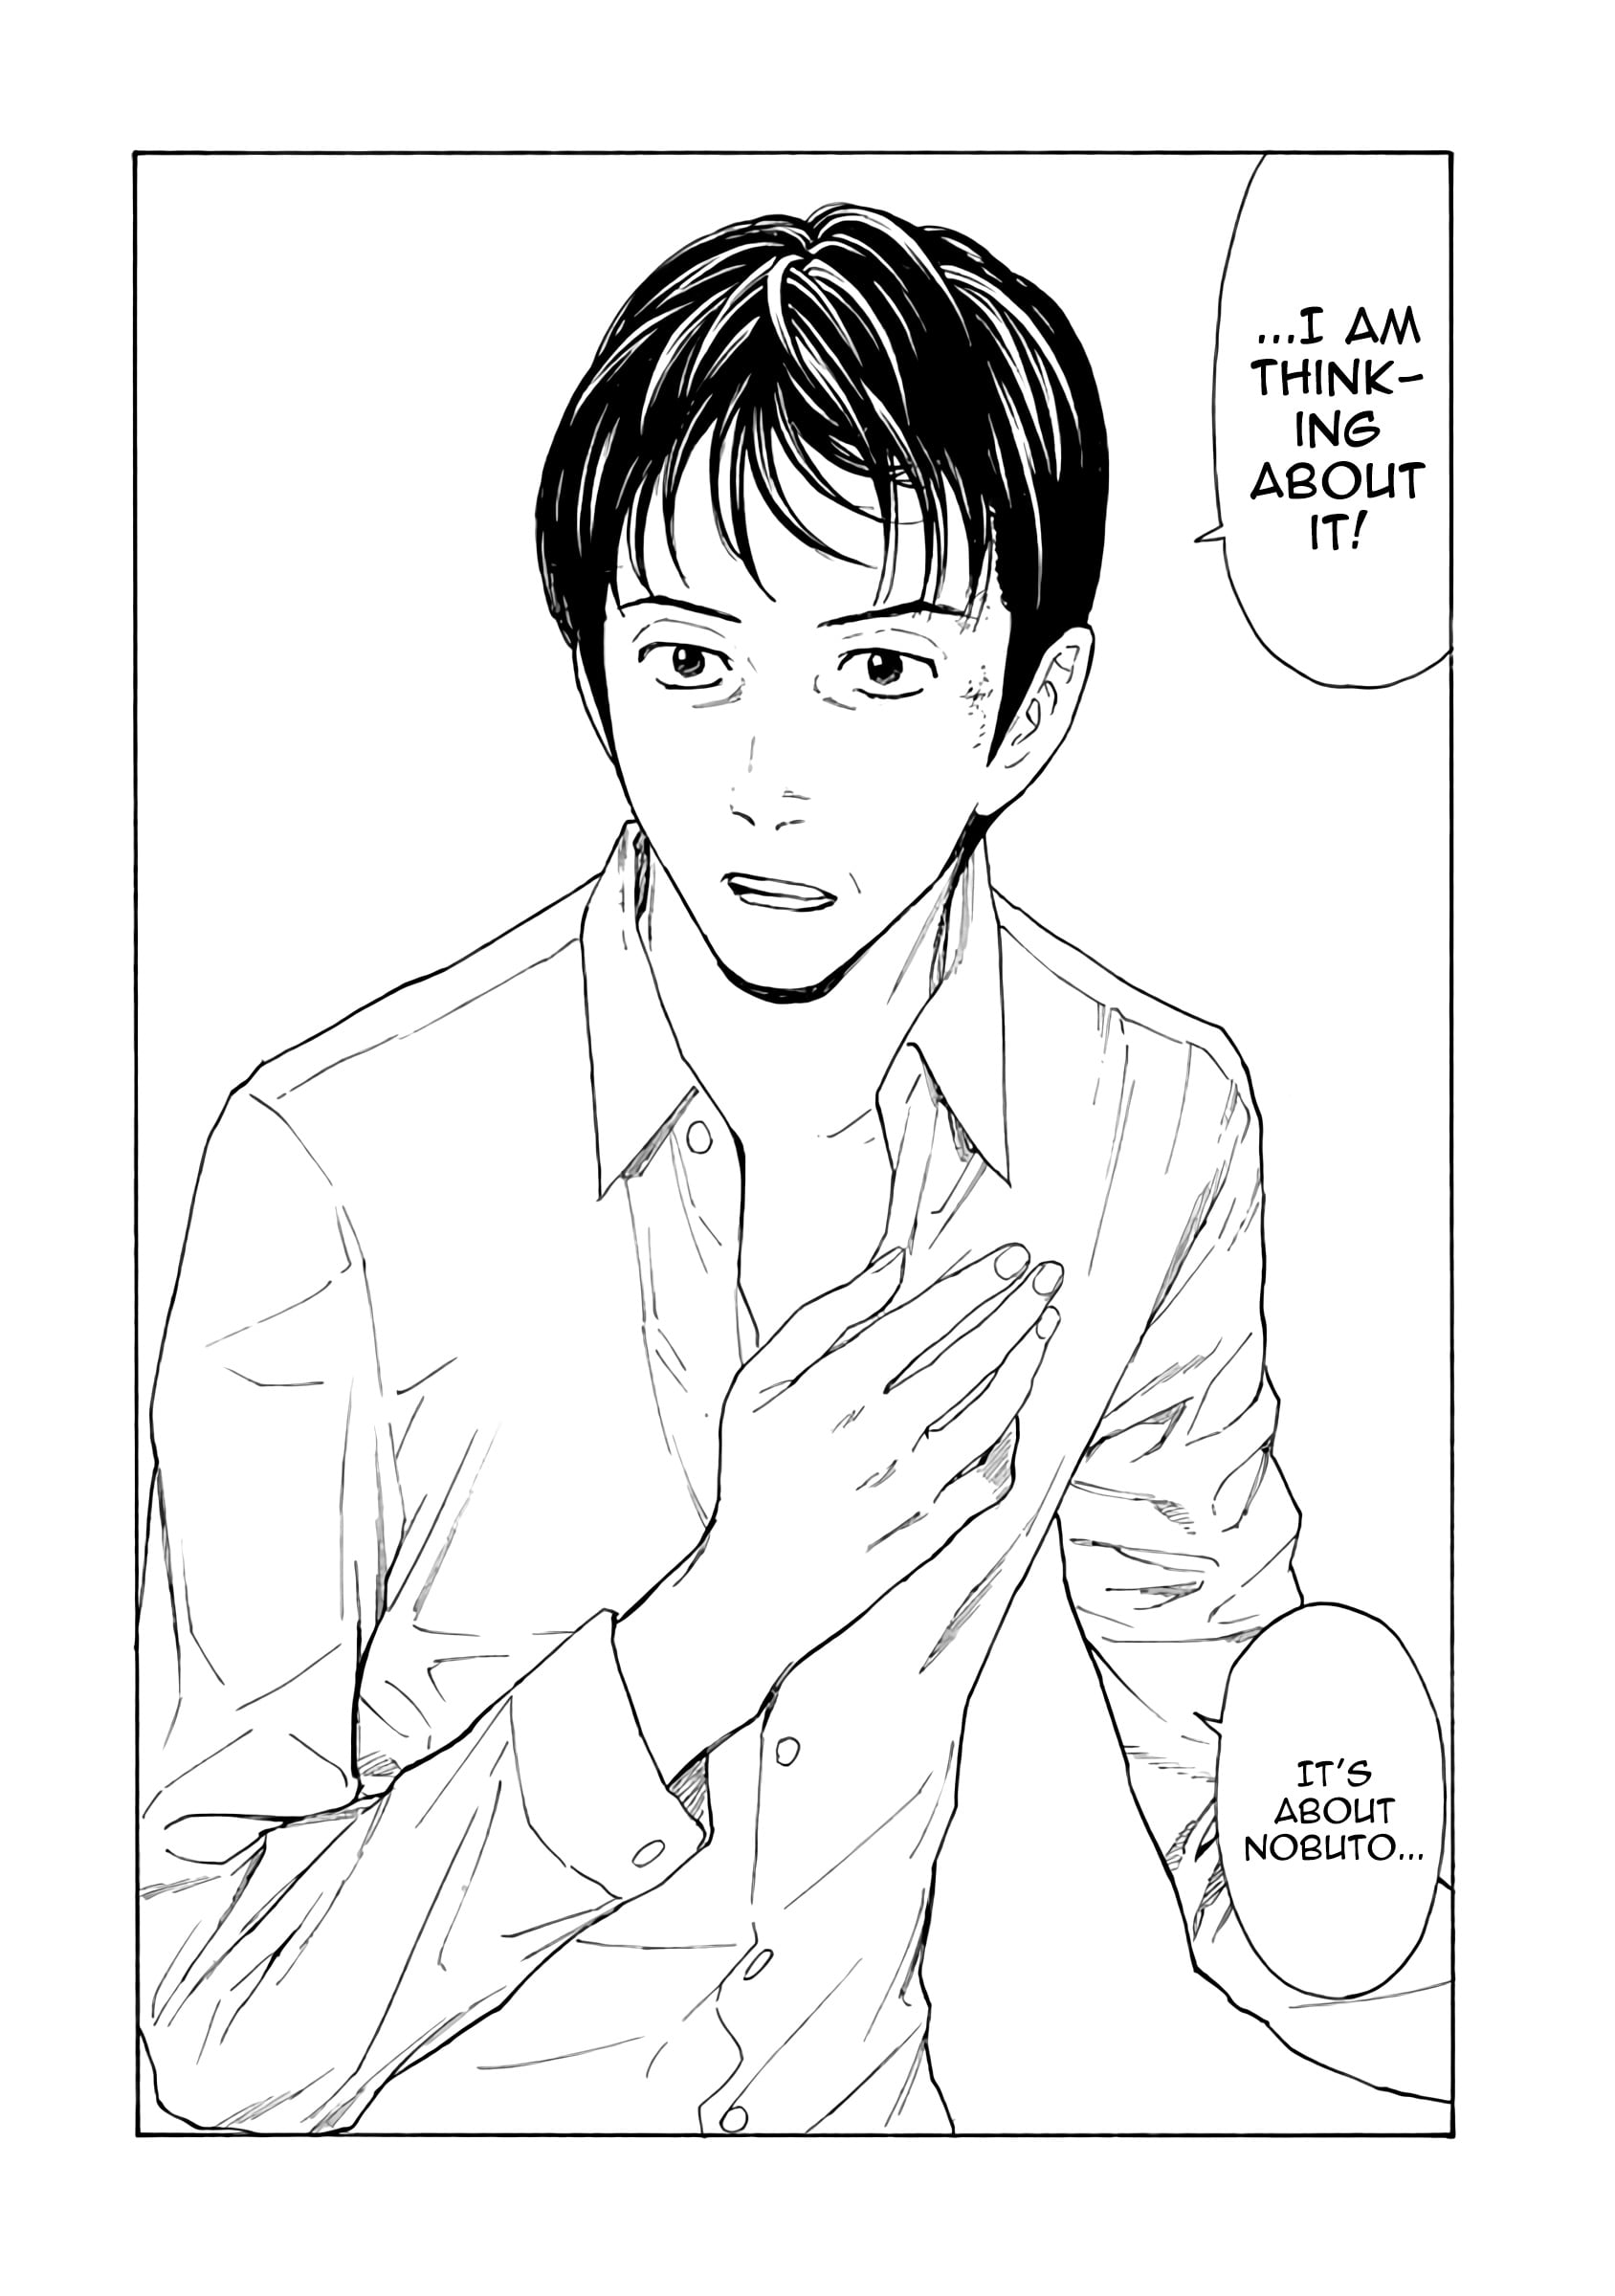 ...I AM
THINK-
ING
ABOUT
IT!
IT'S
ABOUT
NOBUTO...